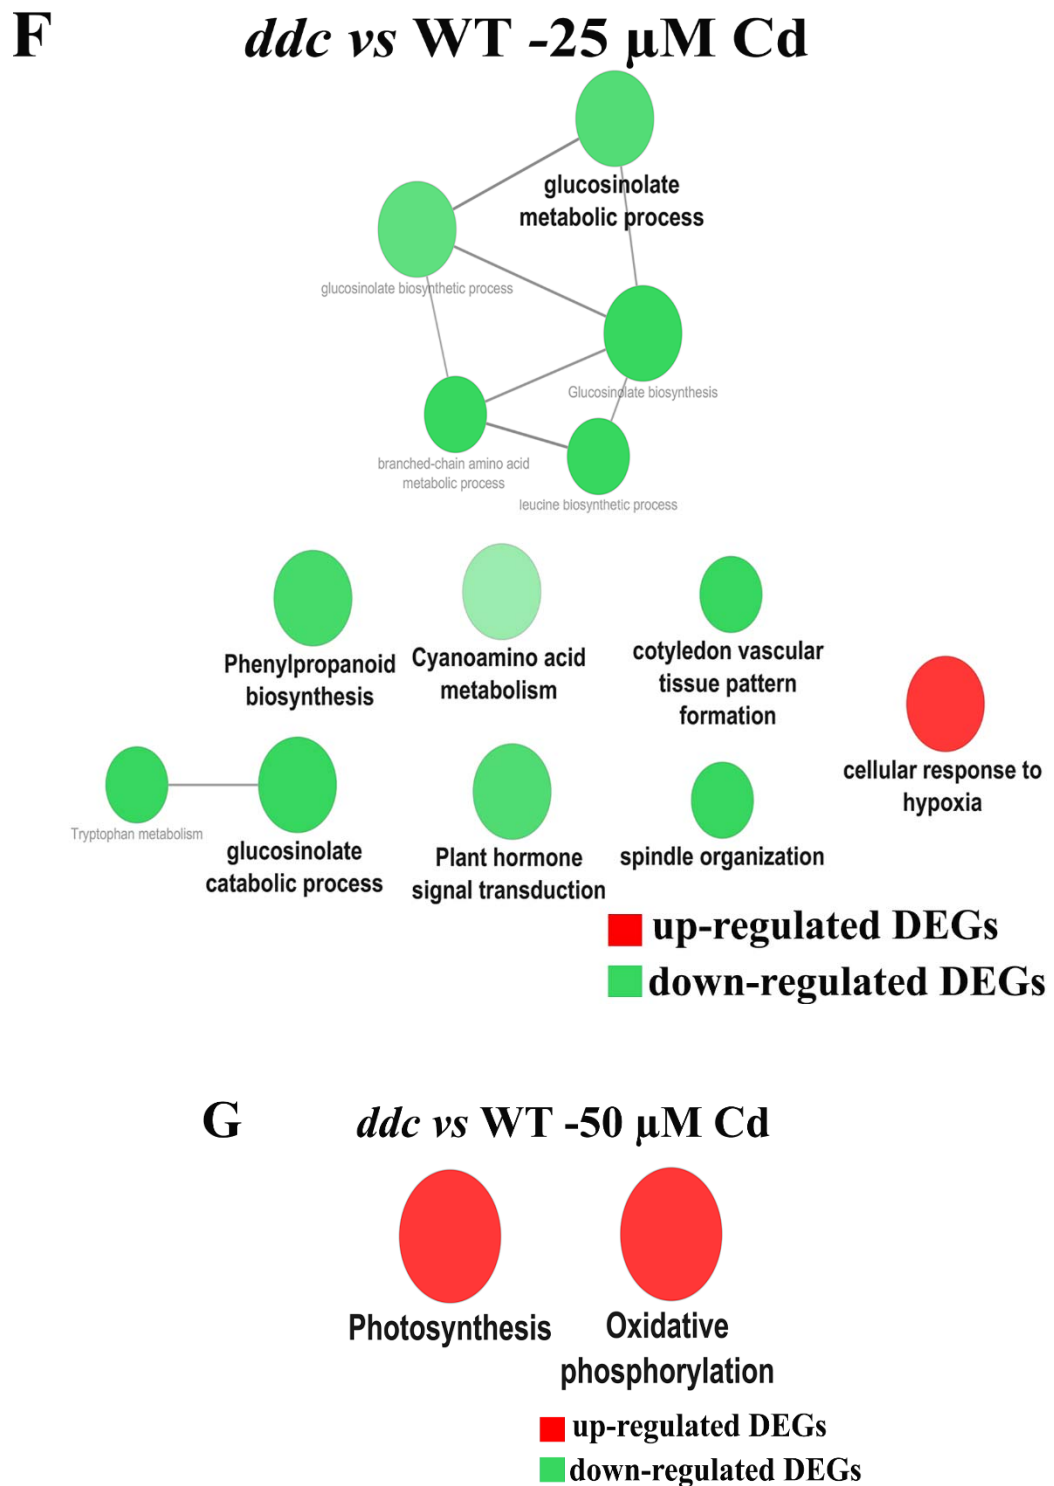 F
ddc vs WT -25 µM Cd
glucosinolate
metabolic process
glucosinolate biosynthetic process
Glucosinolate biosynthesis
branched-chain amino acid
metabolic process
leucine biosynthetic process
Phenylpropanoid
biosynthesis
Cyanoamino acid
metabolism
cotyledon vascular
tissue pattern
formation
cellular response to
hypoxia
Tryptophan metabolism
glucosinolate
catabolic process
Plant hormone
signal transduction
spindle organization
up-regulated DEGs
down-regulated DEGs
G
ddc vs WT -50 µM Cd
Photosynthesis
Oxidative
phosphorylation
up-regulated DEGs
down-regulated DEGs